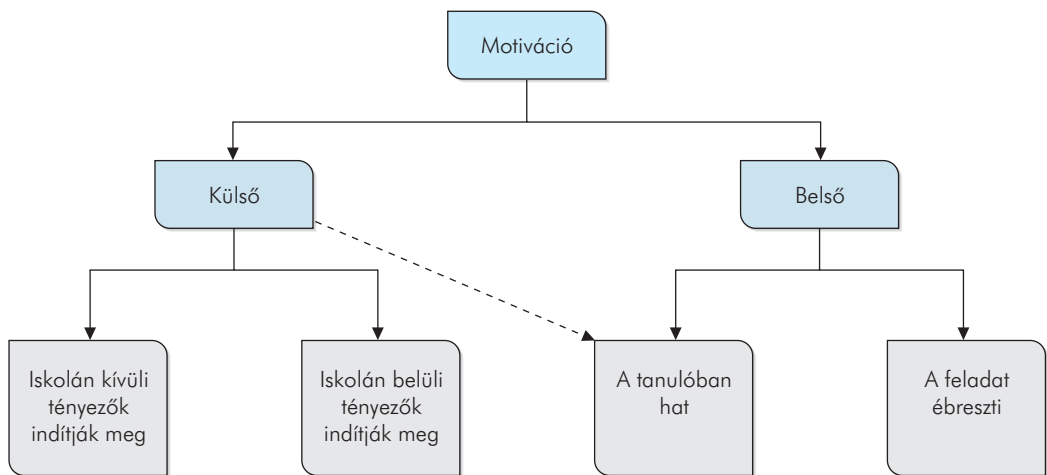 Motiváció
Külső
Belső
Iskolán kívüli
tényezők
indítják meg
Iskolán belüli
tényezők
indítják meg
A tanulóban
hat
A feladat
ébreszti